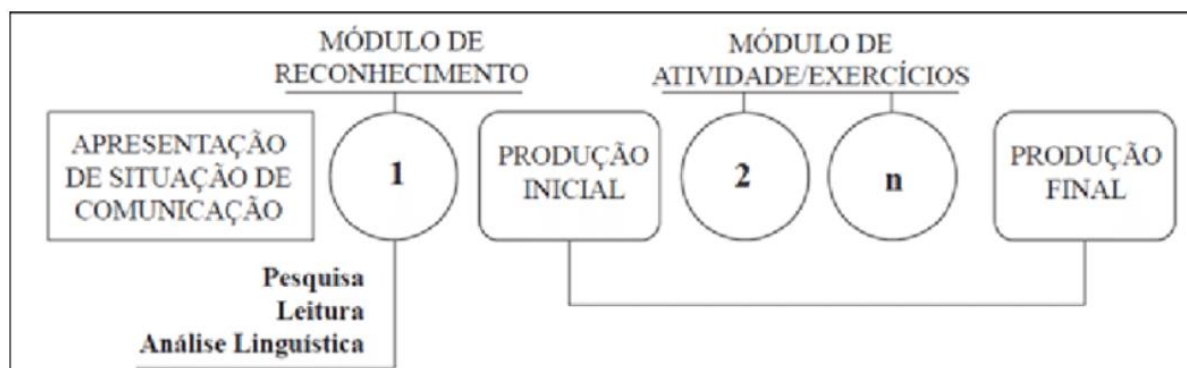 MÓDULO DE
RECONHECIMENTO
MÓDULO DE
ATIVIDADE/EXERCÍCIOS
APRESENTAÇÃO
DE SITUAÇÃO DE
COMUNICAÇÃO
1
PRODUÇÃO
INICIAL
2
n
PRODUÇÃO
FINAL
Pesquisa
Leitura
Análise Linguística